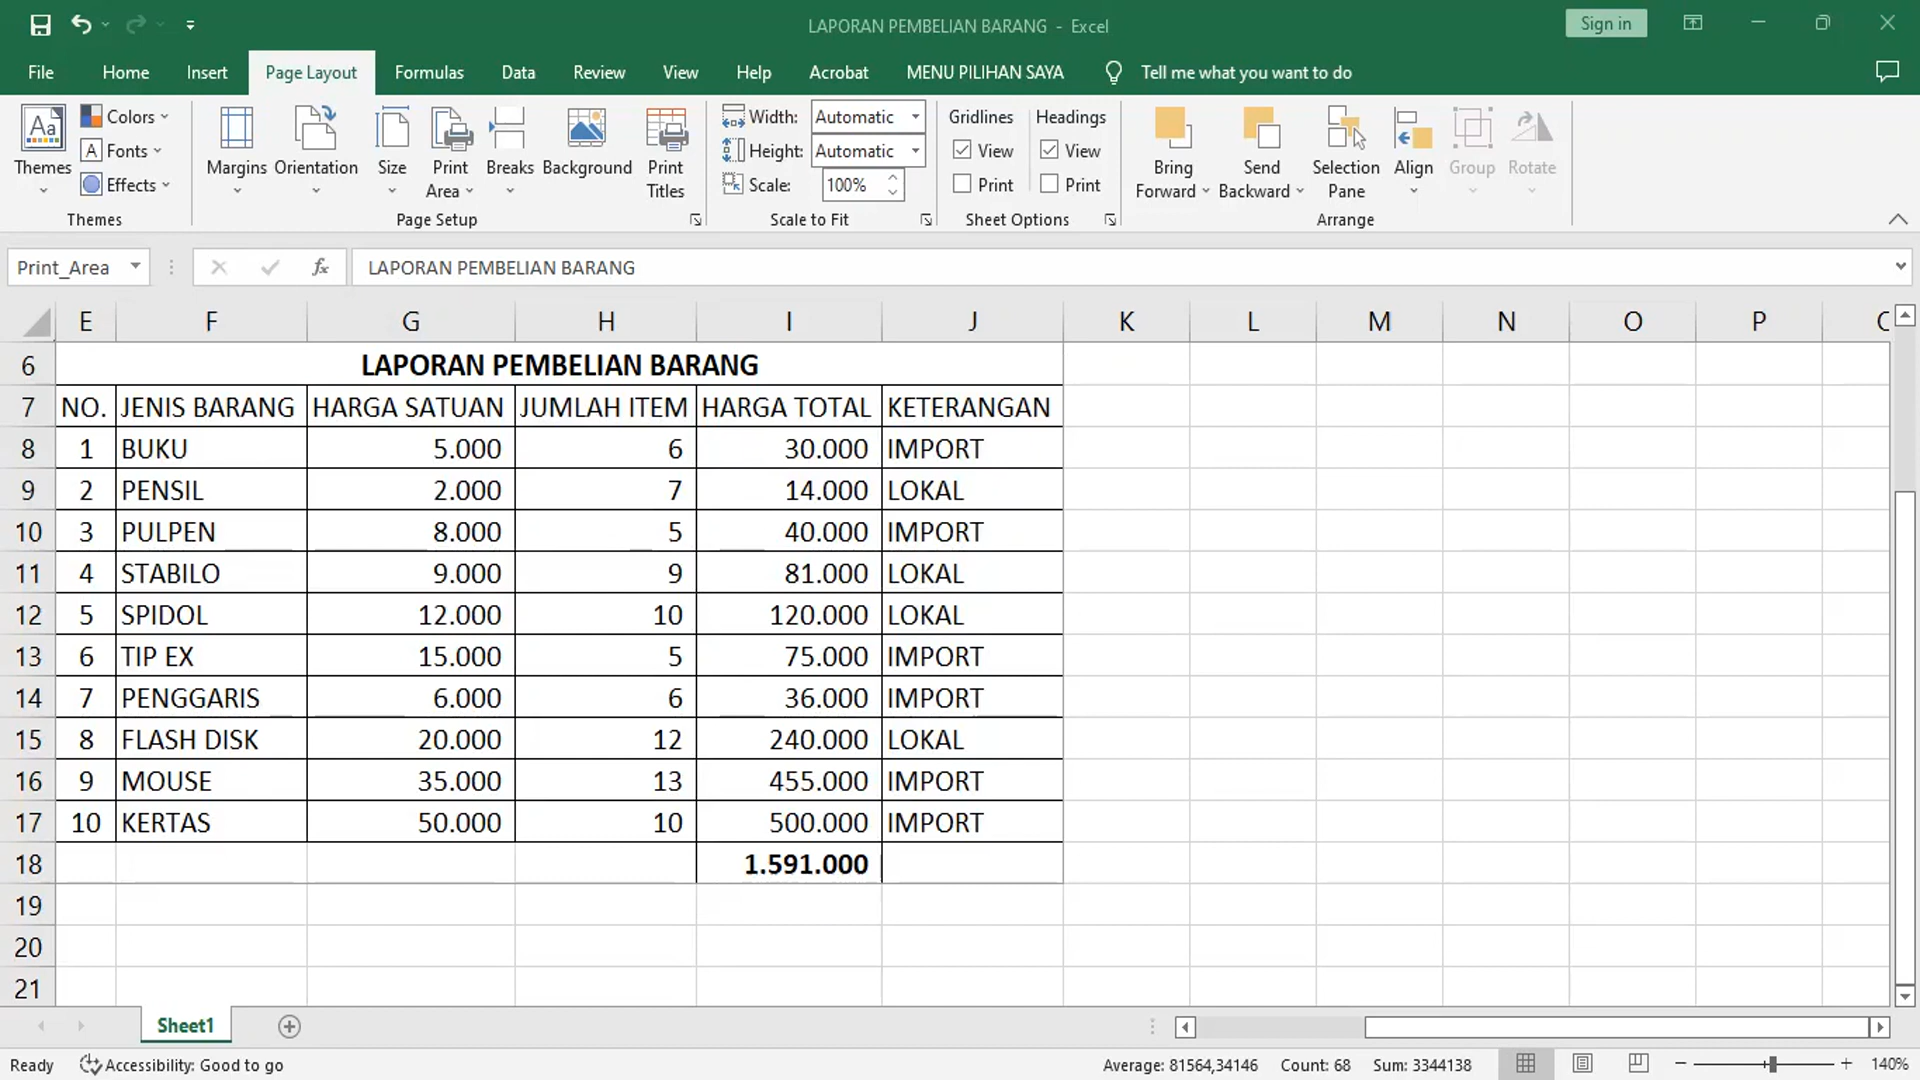 LAPORAN PEMBELIAN BARANG - Excel
Sign in
File Home Insert Page Layout Formulas Data Review View Help Acrobat MENU PILIHAN SAYA Tell me what you want to do
Aa Themes
Colors
A Fonts
Effects
Themes
Margins Orientation Size Print Area Breaks Background Print Titles
Page Setup
Width: Automatic
Height: Automatic
Scale: 100%
Scale to Fit
Gridlines Headings
View View
Print Print
Sheet Options
Bring Forward Send Backward Selection Pane Align Group Rotate
Arrange
Print_Area fx LAPORAN PEMBELIAN BARANG
E F G H I J K L M N O P
6 LAPORAN PEMBELIAN BARANG
7 NO. JENIS BARANG HARGA SATUAN JUMLAH ITEM HARGA TOTAL KETERANGAN
8 1 BUKU 5.000 6 30.000 IMPORT
9 2 PENSIL 2.000 7 14.000 LOKAL
10 3 PULPEN 8.000 5 40.000 IMPORT
11 4 STABILO 9.000 9 81.000 LOKAL
12 5 SPIDOL 12.000 10 120.000 LOKAL
13 6 TIP EX 15.000 5 75.000 IMPORT
14 7 PENGGARIS 6.000 6 36.000 IMPORT
15 8 FLASH DISK 20.000 12 240.000 LOKAL
16 9 MOUSE 35.000 13 455.000 IMPORT
17 10 KERTAS 50.000 10 500.000 IMPORT
18 1.591.000
19
20
21
Sheet1
Ready Accessibility: Good to go Average: 81564,34146 Count: 68 Sum: 3344138 140%